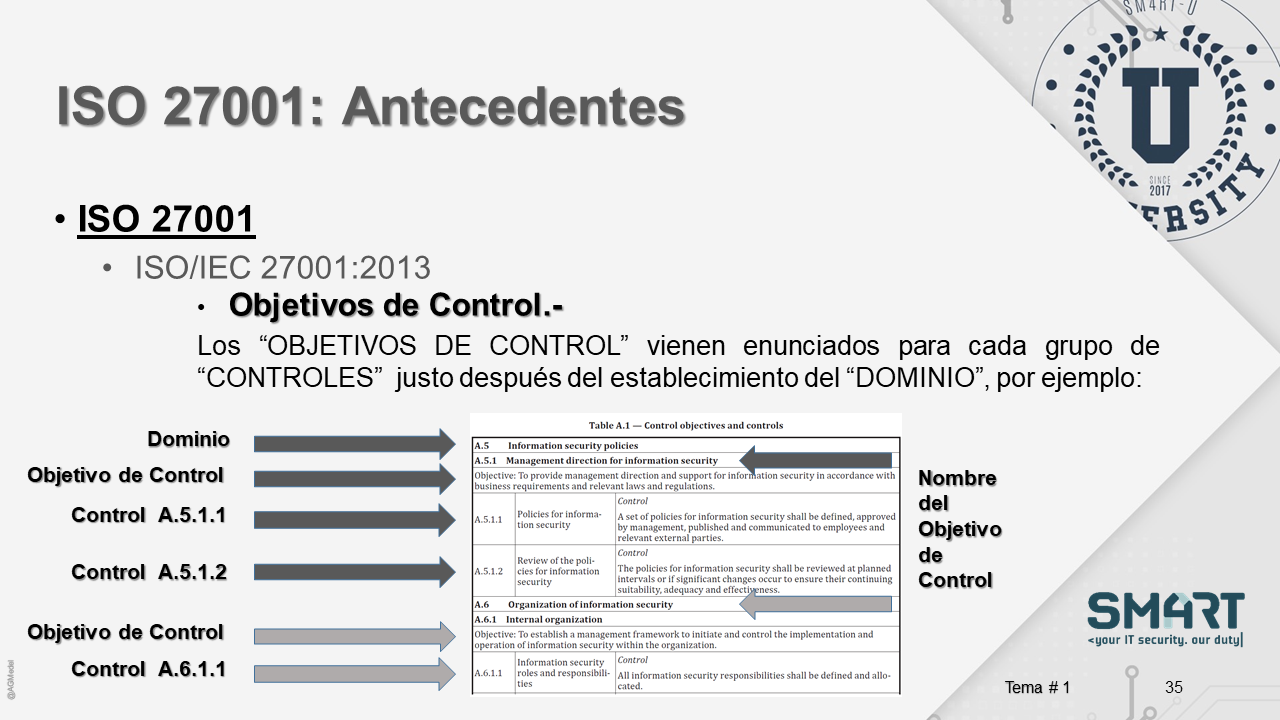 SM4RT-U
ISO 27001: Antecedentes
U
SINCE
2017
ERSITY
• ISO 27001
• ISO/IEC 27001:2013
• Objetivos de Control.-
Los “OBJETIVOS DE CONTROL” vienen enunciados para cada grupo de
“CONTROLES” justo después del establecimiento del “DOMINIO”, por ejemplo:
Dominio
Objetivo de Control
Control A.5.1.1
Control A.5.1.2
Objetivo de Control
Control A.6.1.1
Table A.1 — Control objectives and controls
A.5 Information security policies
A.5.1 Management direction for information security
Objective: To provide management direction and support for information security in accordance with
business requirements and relevant laws and regulations.
A.5.1.1
Policies for informa-
tion security
Control
A set of policies for information security shall be defined, approved
by management, published and communicated to employees and
relevant external parties.
A.5.1.2
Review of the poli-
cies for information
security
Control
The policies for information security shall be reviewed at planned
intervals or if significant changes occur to ensure their continuing
suitability, adequacy and effectiveness.
A.6 Organization of information security
A.6.1 Internal organization
Objective: To establish a management framework to initiate and control the implementation and
operation of information security within the organization.
A.6.1.1
Information security
roles and responsibili-
ties
Control
All information security responsibilities shall be defined and allo-
cated.
Nombre
del
Objetivo
de
Control
SM4RT
<your IT security. our duty|
@AGMedel
Tema # 1
35